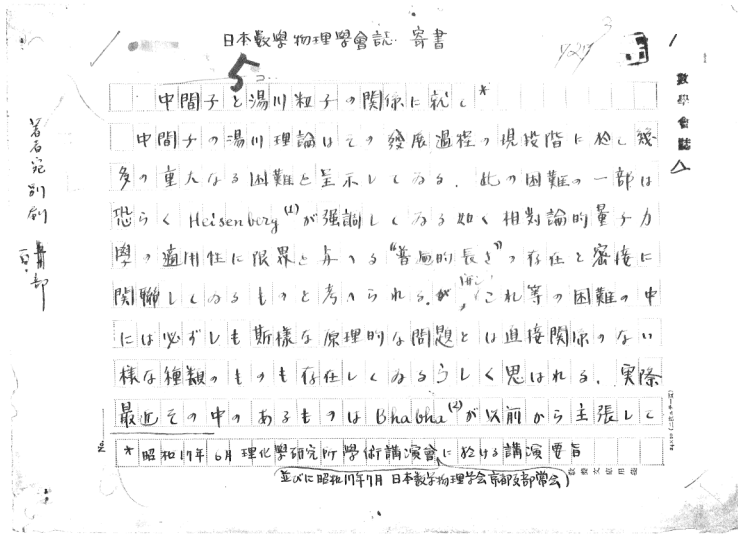 日本數學物理學會誌 寄書
5
中間子と湯川粒子の関係に就て*
中間子の湯川理論はその發展過程の現段階に於て幾
多の重大なる困難を呈示してゐる. 此の困難の一部は
恐らく Heisenberg(1)が強調してゐる如く相對論的量子力
學の適用性に限界を与へる"普遍的長さ"の存在と密接に
関聯してゐるものと考へられるが, 併しこれ等の困難の中
には必ずしも斯樣な原理的な問題とは直接関係のない
樣な種類のものも存在してゐるらしく思はれる. 実際
最近その中のあるものは Bhabha(2)が以前から主張して
* 昭和17年6月理化學研究所學術講演會に於ける講演要旨
(並びに昭和17年7月 日本数学物理学会京都支部常会)
數學會誌
著者宛別刷
部